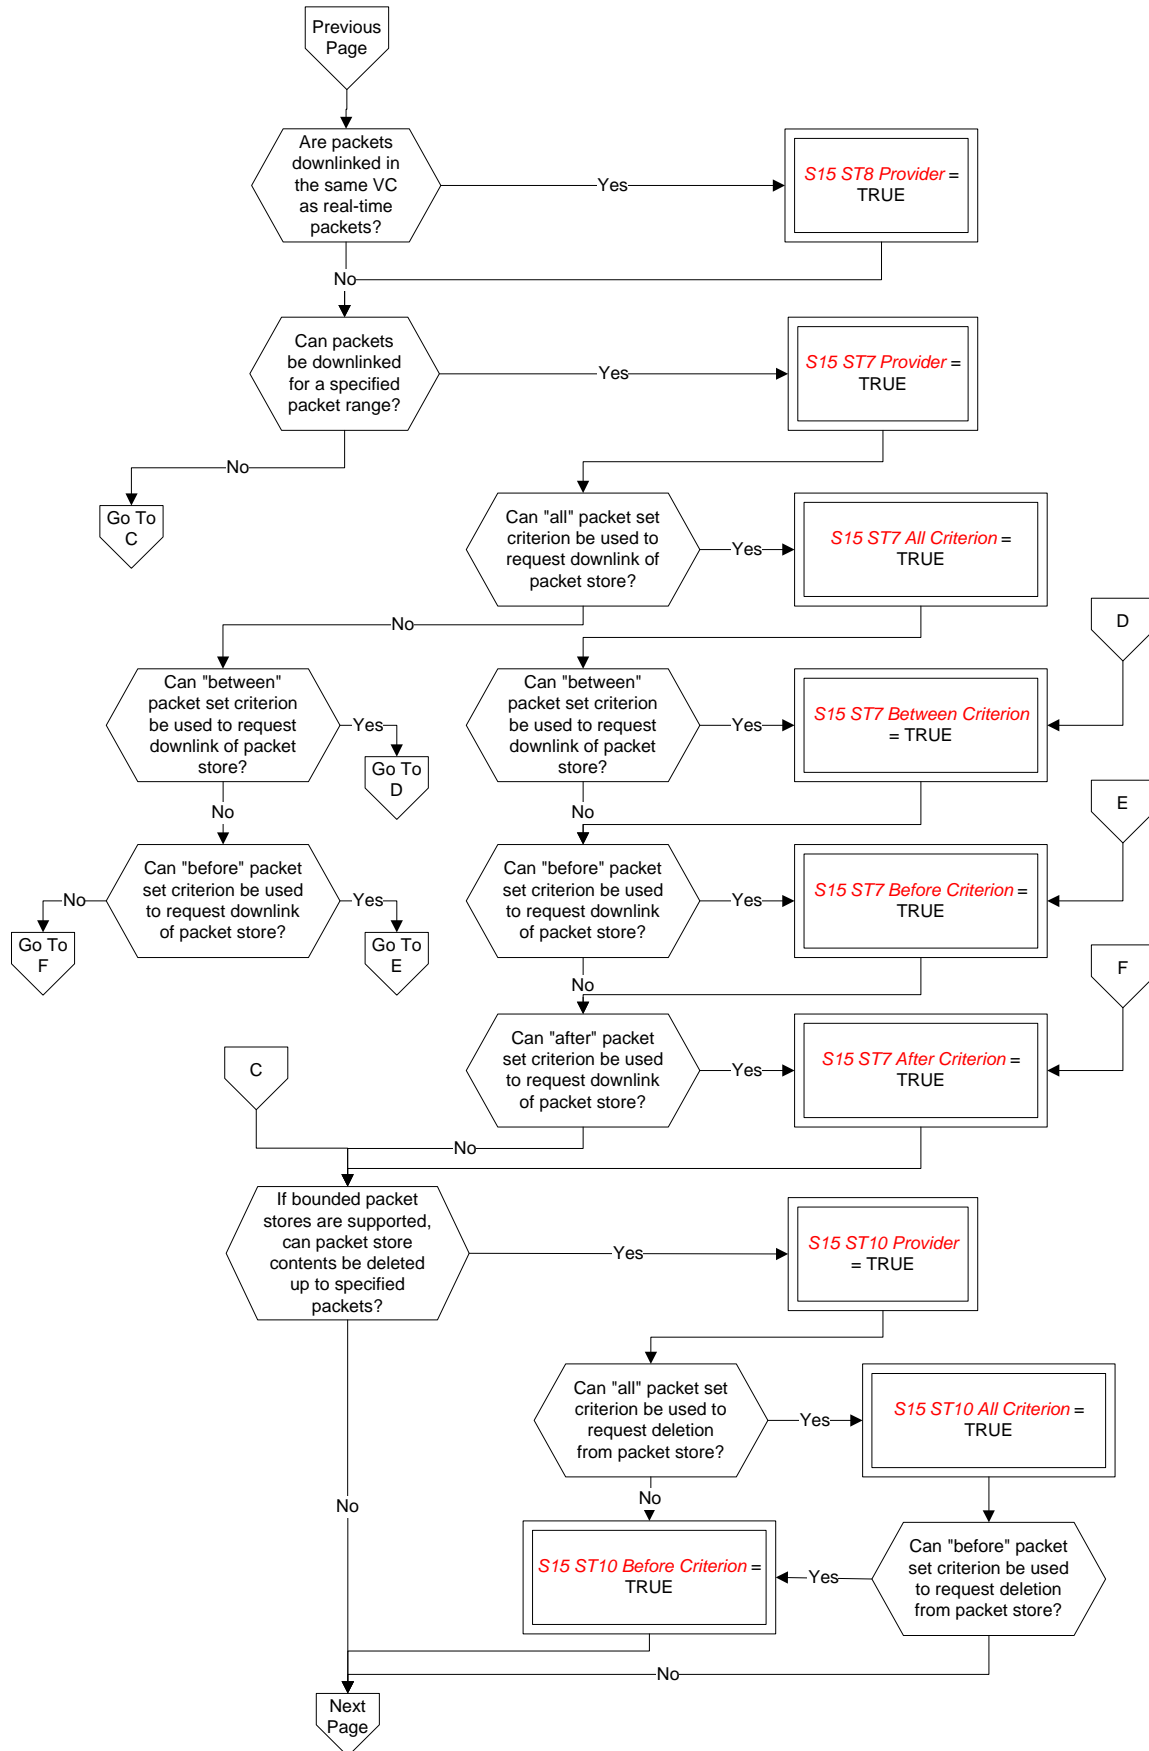 Previous
Page
Are packets
downlinked in
the same VC
as real-time
packets?
Yes
S15 ST8 Provider =
TRUE
No
Can packets
be downlinked
for a specified
packet range?
Yes
S15 ST7 Provider =
TRUE
No
Go To
C
Can "all" packet set
criterion be used to
request downlink of
packet store?
Yes
S15 ST7 All Criterion =
TRUE
No
D
Can "between"
packet set criterion
be used to request
downlink of packet
store?
Yes
Go To
D
Can "between"
packet set criterion
be used to request
downlink of packet
store?
Yes
S15 ST7 Between Criterion
= TRUE
No
No
E
Can "before" packet
set criterion be used
to request downlink
of packet store?
No
Go To
F
Yes
Go To
E
Can "before" packet
set criterion be used
to request downlink
of packet store?
Yes
S15 ST7 Before Criterion =
TRUE
No
F
C
Can "after" packet
set criterion be used
to request downlink
of packet store?
Yes
S15 ST7 After Criterion =
TRUE
No
If bounded packet
stores are supported,
can packet store
contents be deleted
up to specified
packets?
Yes
S15 ST10 Provider
= TRUE
Can "all" packet set
criterion be used to
request deletion
from packet store?
Yes
S15 ST10 All Criterion =
TRUE
No
No
S15 ST10 Before Criterion =
TRUE
Yes
Can "before" packet
set criterion be used
to request deletion
from packet store?
No
Next
Page